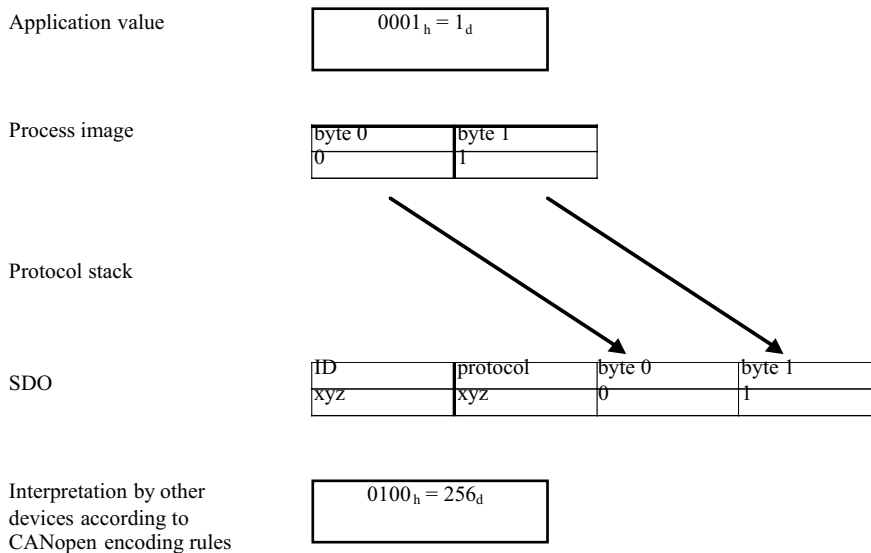 Application value
0001h = 1d
Process image
byte 0 byte 1
0 1
Protocol stack
SDO
ID protocol byte 0 byte 1
xyz xyz 0 1
Interpretation by other
devices according to
CANopen encoding rules
0100h = 256d